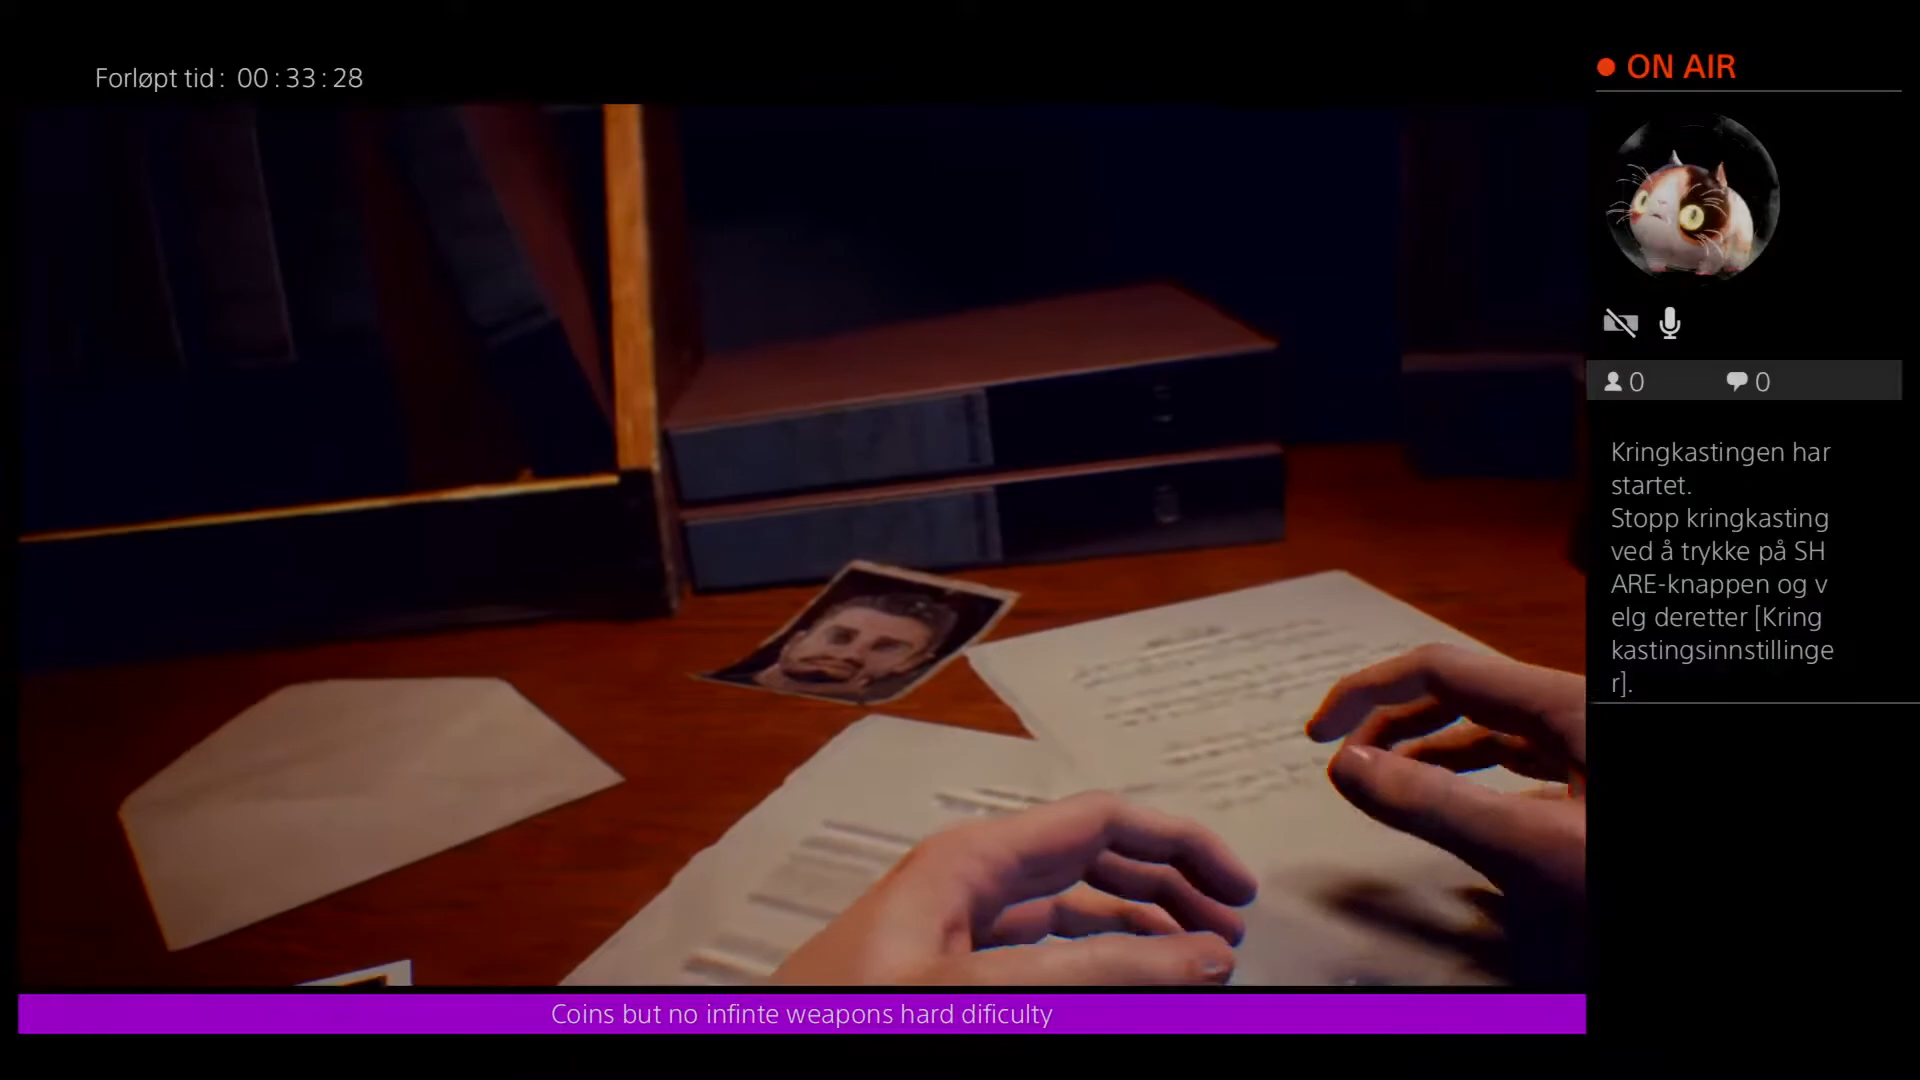 Forløpt tid: 00:33:28
ON AIR
0 0
Kringkastingen har
startet.
Stopp kringkasting
ved å trykke på SH
ARE-knappen og v
elg deretter [Kring
kastingsinnstillinge
r].
Coins but no infinte weapons hard dificulty